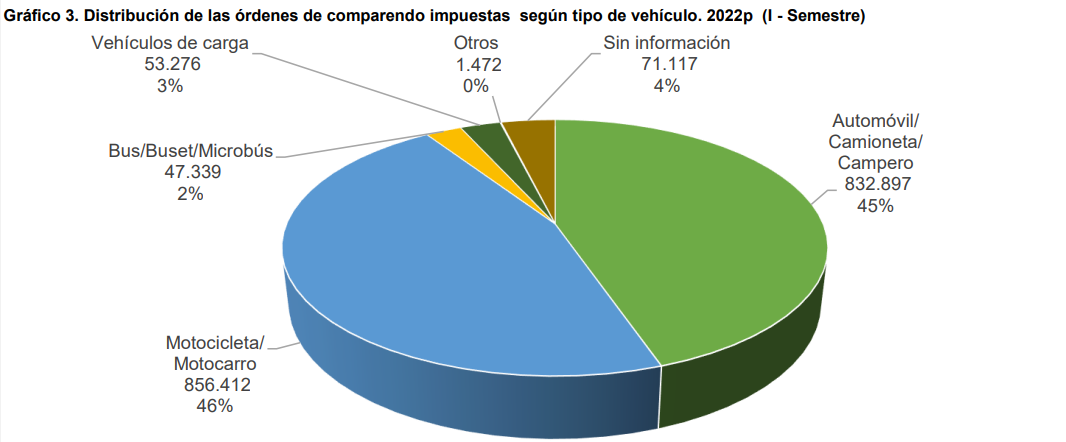 Gráfico 3. Distribución de las órdenes de comparendo impuestas  según tipo de vehículo. 2022p  (I - Semestre)
Vehículos de carga
53.276
3%
Otros
1.472
0%
Sin información
71.117
4%
Automóvil/
Camioneta/
Campero
832.897
45%
Bus/Buset/Microbús
47.339
2%
Motocicleta/
Motocarro
856.412
46%